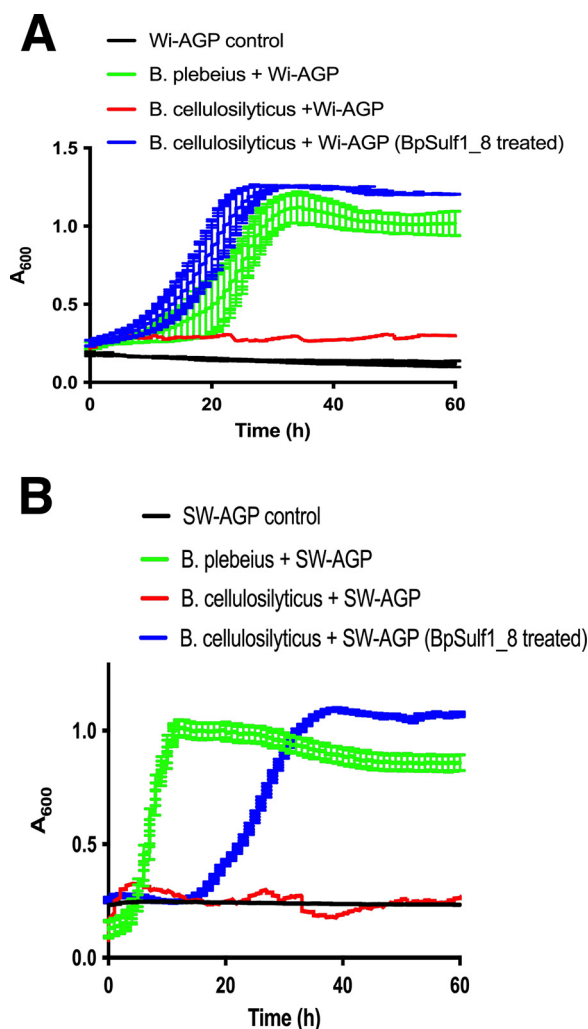 A
Wi-AGP control
B. plebeius + Wi-AGP
B. cellulosilyticus +Wi-AGP
B. cellulosilyticus + Wi-AGP (BpSulf1_8 treated)
1.5
1.0
0.5
0.0
A600
0 20 40 60
Time (h)
B
SW-AGP control
B. plebeius + SW-AGP
B. cellulosilyticus + SW-AGP
B. cellulosilyticus + SW-AGP (BpSulf1_8 treated)
1.0
0.5
0.0
A600
0 20 40 60
Time (h)